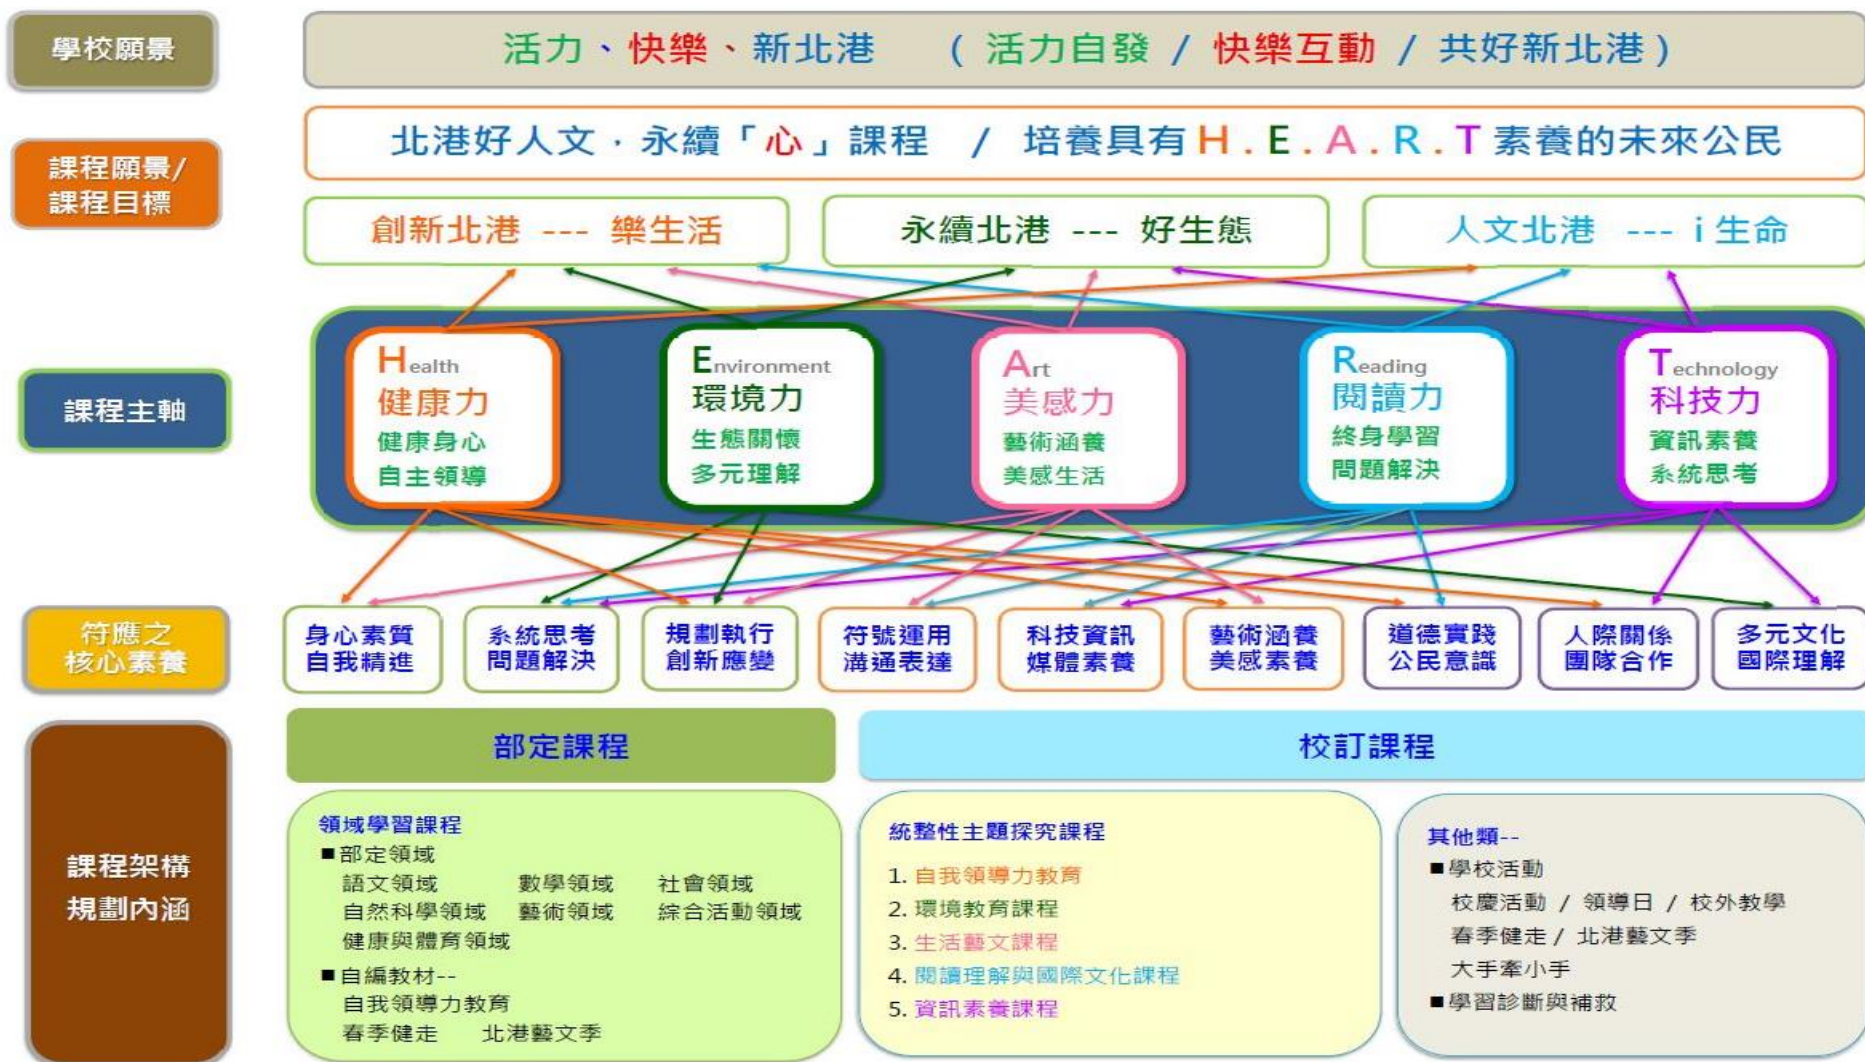 學校願景
活力、快樂、新北港 ( 活力自發 / 快樂互動 / 共好新北港 )
課程願景/
課程目標
北港好人文．永續「心」課程 / 培養具有 H . E . A . R . T 素養的未來公民
創新北港 --- 樂生活
永續北港 --- 好生態
人文北港 --- i 生命
課程主軸
Health
健康力
健康身心
自主領導
Environment
環境力
生態關懷
多元理解
Art
美感力
藝術涵養
美感生活
Reading
閱讀力
終身學習
問題解決
Technology
科技力
資訊素養
系統思考
符應之
核心素養
身心素質
自我精進
系統思考
問題解決
規劃執行
創新應變
符號運用
溝通表達
科技資訊
媒體素養
藝術涵養
美感素養
道德實踐
公民意識
人際關係
團隊合作
多元文化
國際理解
課程架構
規劃內涵
部定課程
校訂課程
領域學習課程
■部定領域
語文領域 數學領域 社會領域
自然科學領域 藝術領域 綜合活動領域
健康與體育領域
■自編教材--
自我領導力教育
春季健走 北港藝文季
統整性主題探究課程
1. 自我領導力教育
2. 環境教育課程
3. 生活藝文課程
4. 閱讀理解與國際文化課程
5. 資訊素養課程
其他類--
■學校活動
校慶活動 / 領導日 / 校外教學
春季健走 / 北港藝文季
大手牽小手
■學習診斷與補救